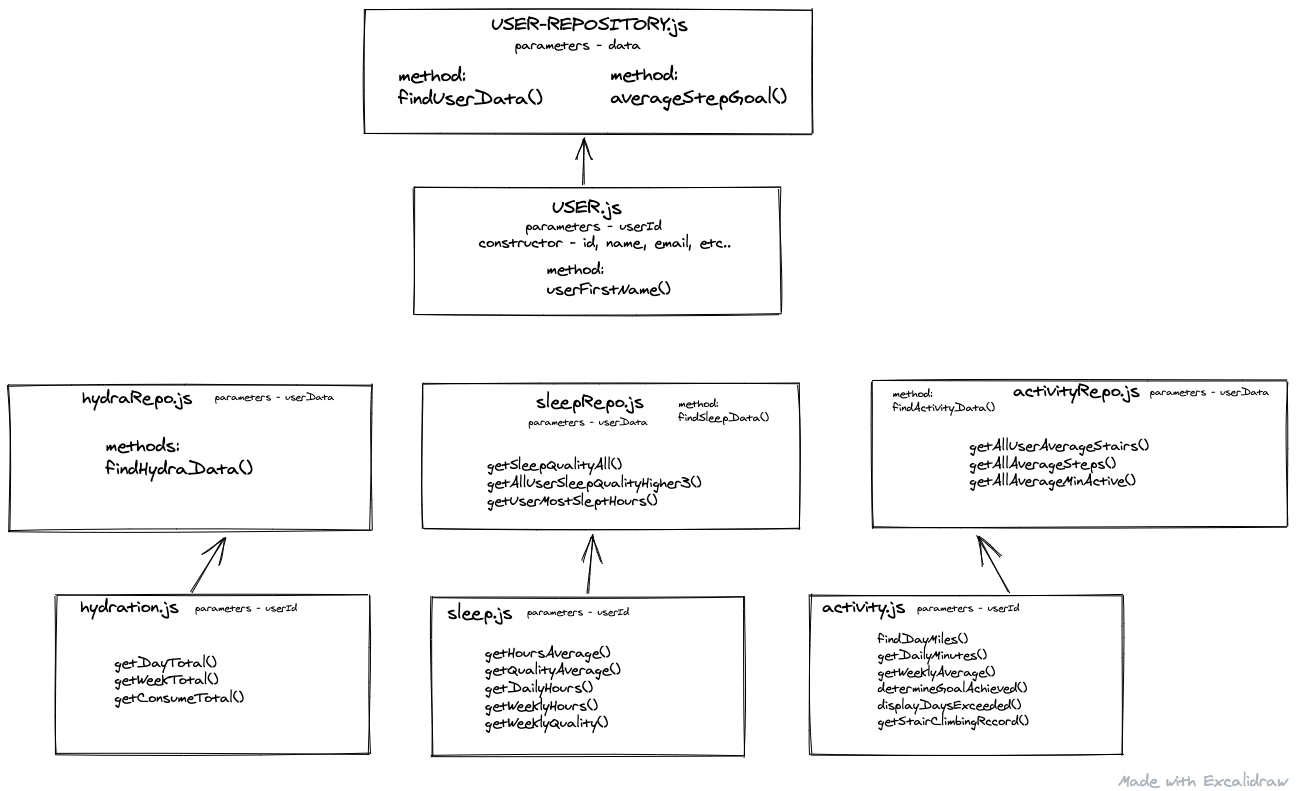 USER-REPOSITORY.js
parameters - data
method:
findUserData()
method:
averageStepGoal()
USER.js
parameters - userId
constructor - id, name, email, etc..
method:
userFirstName()
hydraRepo.js
parameters - userData
methods:
findHydraData()
sleepRepo.js
parameters - userData
method:
findSleepData()
getSleepQualityAll()
getAllUserSleepQualityHigher3()
getUserMostSleptHours()
method:
findActivityData()
activityRepo.js
parameters - userData
getAllUserAverageStairs()
getAllAverageSteps()
getAllAverageMinActive()
hydration.js
parameters - userId
getDayTotal()
getWeekTotal()
getConsumeTotal()
sleep.js
parameters - userId
getHoursAverage()
getQualityAverage()
getDailyHours()
getWeeklyHours()
getWeeklyQuality()
activity.js
parameters - userId
findDayMiles()
getDailyMinutes()
getWeeklyAverage()
determineGoalAchieved()
displayDaysExceeded()
getStairClimbingRccord()
Made with Excalidraw